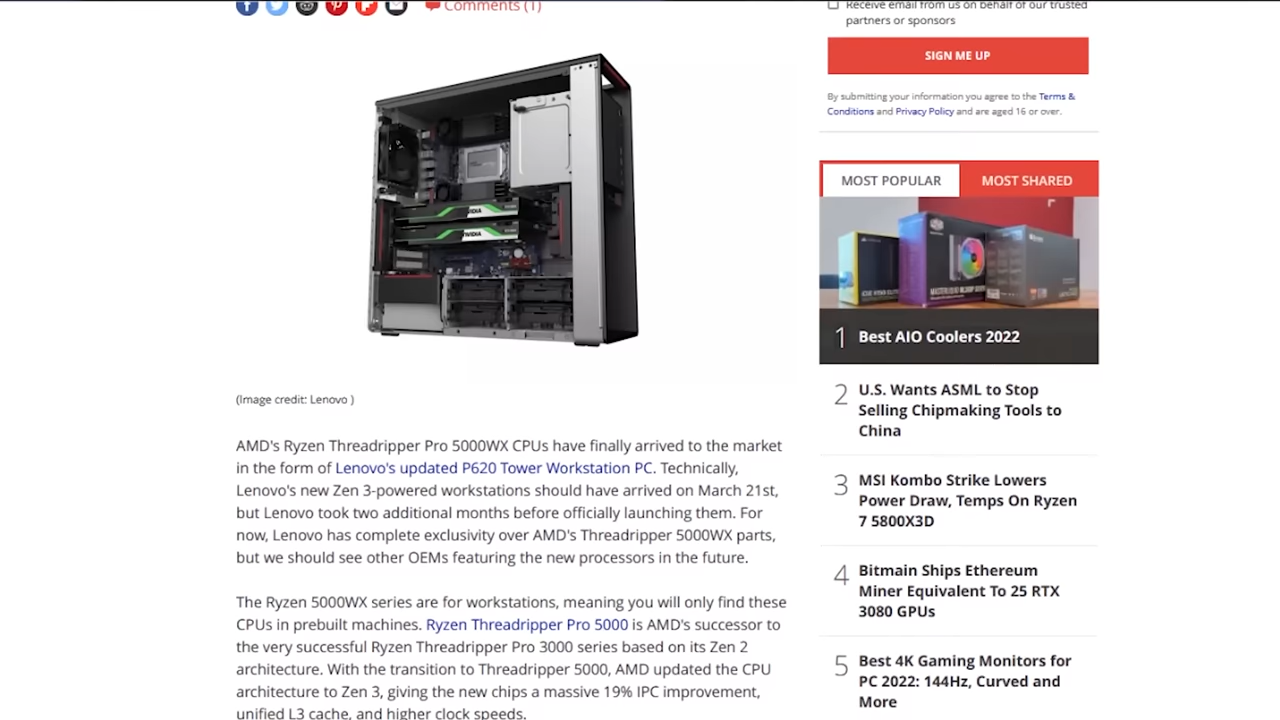 Comments (1)
(Image credit: Lenovo )
AMD's Ryzen Threadripper Pro 5000WX CPUs have finally arrived to the market
in the form of Lenovo's updated P620 Tower Workstation PC. Technically,
Lenovo's new Zen 3-powered workstations should have arrived on March 21st,
but Lenovo took two additional months before officially launching them. For
now, Lenovo has complete exclusivity over AMD's Threadripper 5000WX parts,
but we should see other OEMs featuring the new processors in the future.
The Ryzen 5000WX series are for workstations, meaning you will only find these
CPUs in prebuilt machines. Ryzen Threadripper Pro 5000 is AMD's successor to
the very successful Ryzen Threadripper Pro 3000 series based on its Zen 2
architecture. With the transition to Threadripper 5000, AMD updated the CPU
architecture to Zen 3, giving the new chips a massive 19% IPC improvement,
unified L3 cache, and higher clock speeds.
Receive email from us on behalf of our trusted
partners or sponsors
SIGN ME UP
By submitting your information you agree to the Terms &
Conditions and Privacy Policy and are aged 16 or over.
MOST POPULAR
MOST SHARED
1 Best AIO Coolers 2022
2 U.S. Wants ASML to Stop
Selling Chipmaking Tools to
China
3 MSI Kombo Strike Lowers
Power Draw, Temps On Ryzen
7 5800X3D
4 Bitmain Ships Ethereum
Miner Equivalent To 25 RTX
3080 GPUs
5 Best 4K Gaming Monitors for
PC 2022: 144Hz, Curved and
More
NVIDIA
NVIDIA